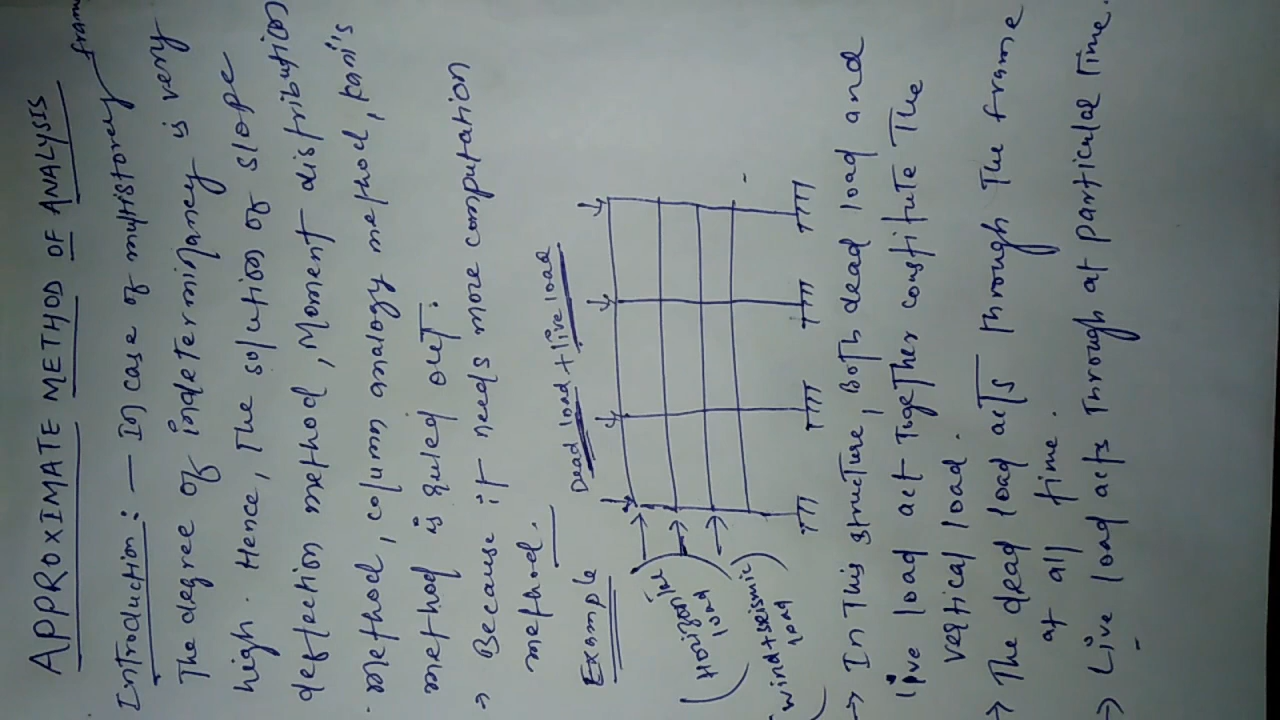 APPROXIMATE METHOD OF ANALYSIS
Introduction:- In case of multistorey frame
The degree of indeterminancy is very
high. Hence, The solution of slope
deflection method, Moment distribution
method, column analogy method, kani's
method is ruled out.
→ Because it needs more computation
method.
Example
Dead load + live load
(Horizontal
load
(wind+seismic)
load
→ In This structure, Both dead load and
live load act Together constitute The
vertical load.
→ The dead load acts Through The frame
at all time.
→ Live load acts Through at particular Time.